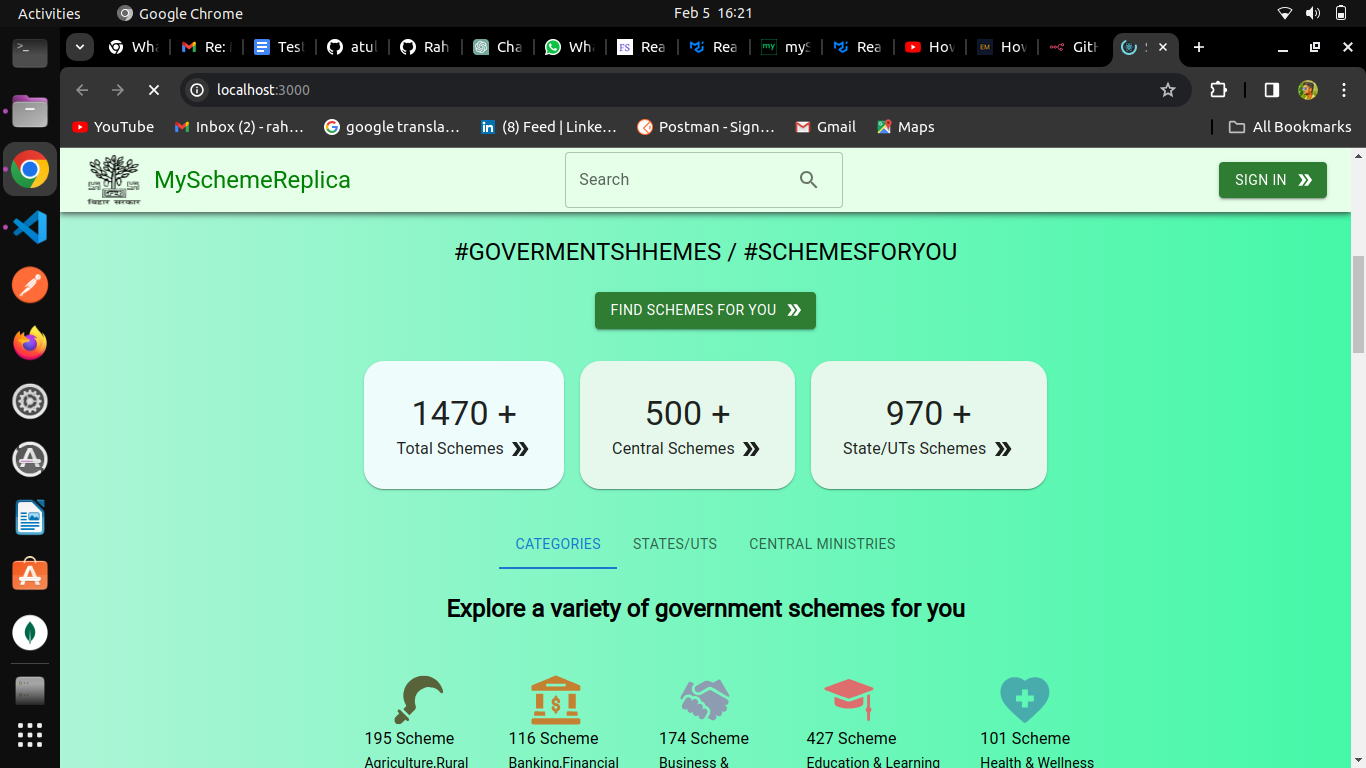 Activities Google Chrome Feb 5 16:21
Wha Re: Test atul Rah Cha Wha Rea Rea myS Rea How How GitH
localhost:3000
YouTube Inbox (2) - rah... google transla... (8) Feed | Linke... Postman - Sign... Gmail Maps All Bookmarks
बिहार सरकार
MySchemeReplica Search SIGN IN
#GOVERMENTSHHEMES / #SCHEMESFORYOU
FIND SCHEMES FOR YOU
1470 + 500 + 970 +
Total Schemes Central Schemes State/UTs Schemes
CATEGORIES STATES/UTS CENTRAL MINISTRIES
Explore a variety of government schemes for you
195 Scheme 116 Scheme 174 Scheme 427 Scheme 101 Scheme
Agriculture,Rural Banking,Financial Business & Education & Learning Health & Wellness